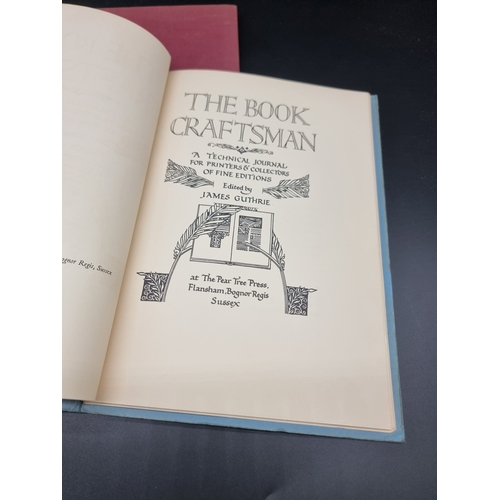 ognor Regis, Sussex
THE BOOK
CRAFTSMAN
A TECHNICAL JOURNAL
FOR PRINTERS & COLLECTORS
OF FINE EDITIONS
Edited by
JAMES GUTHRIE
at The Pear Tree Press,
Flansham, Bognor Regis
SUSSEX